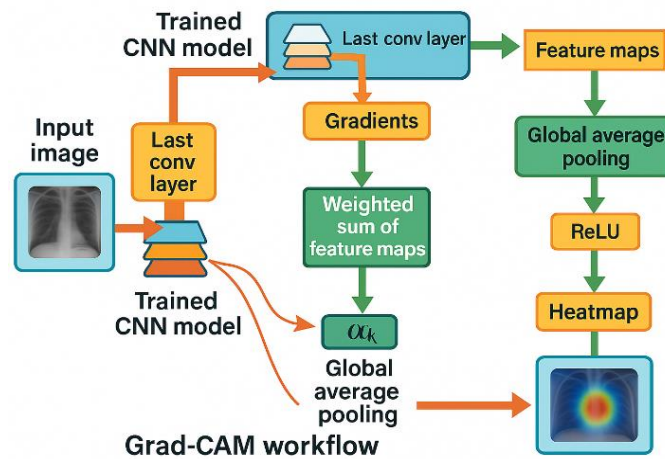 Trained
CNN model
Last conv layer
Feature maps
Input
image
Last
conv
layer
Gradients
Global average
pooling
Weighted
sum of
feature maps
ReLU
Trained
CNN model
αk
Heatmap
Global
average
pooling
Grad-CAM workflow